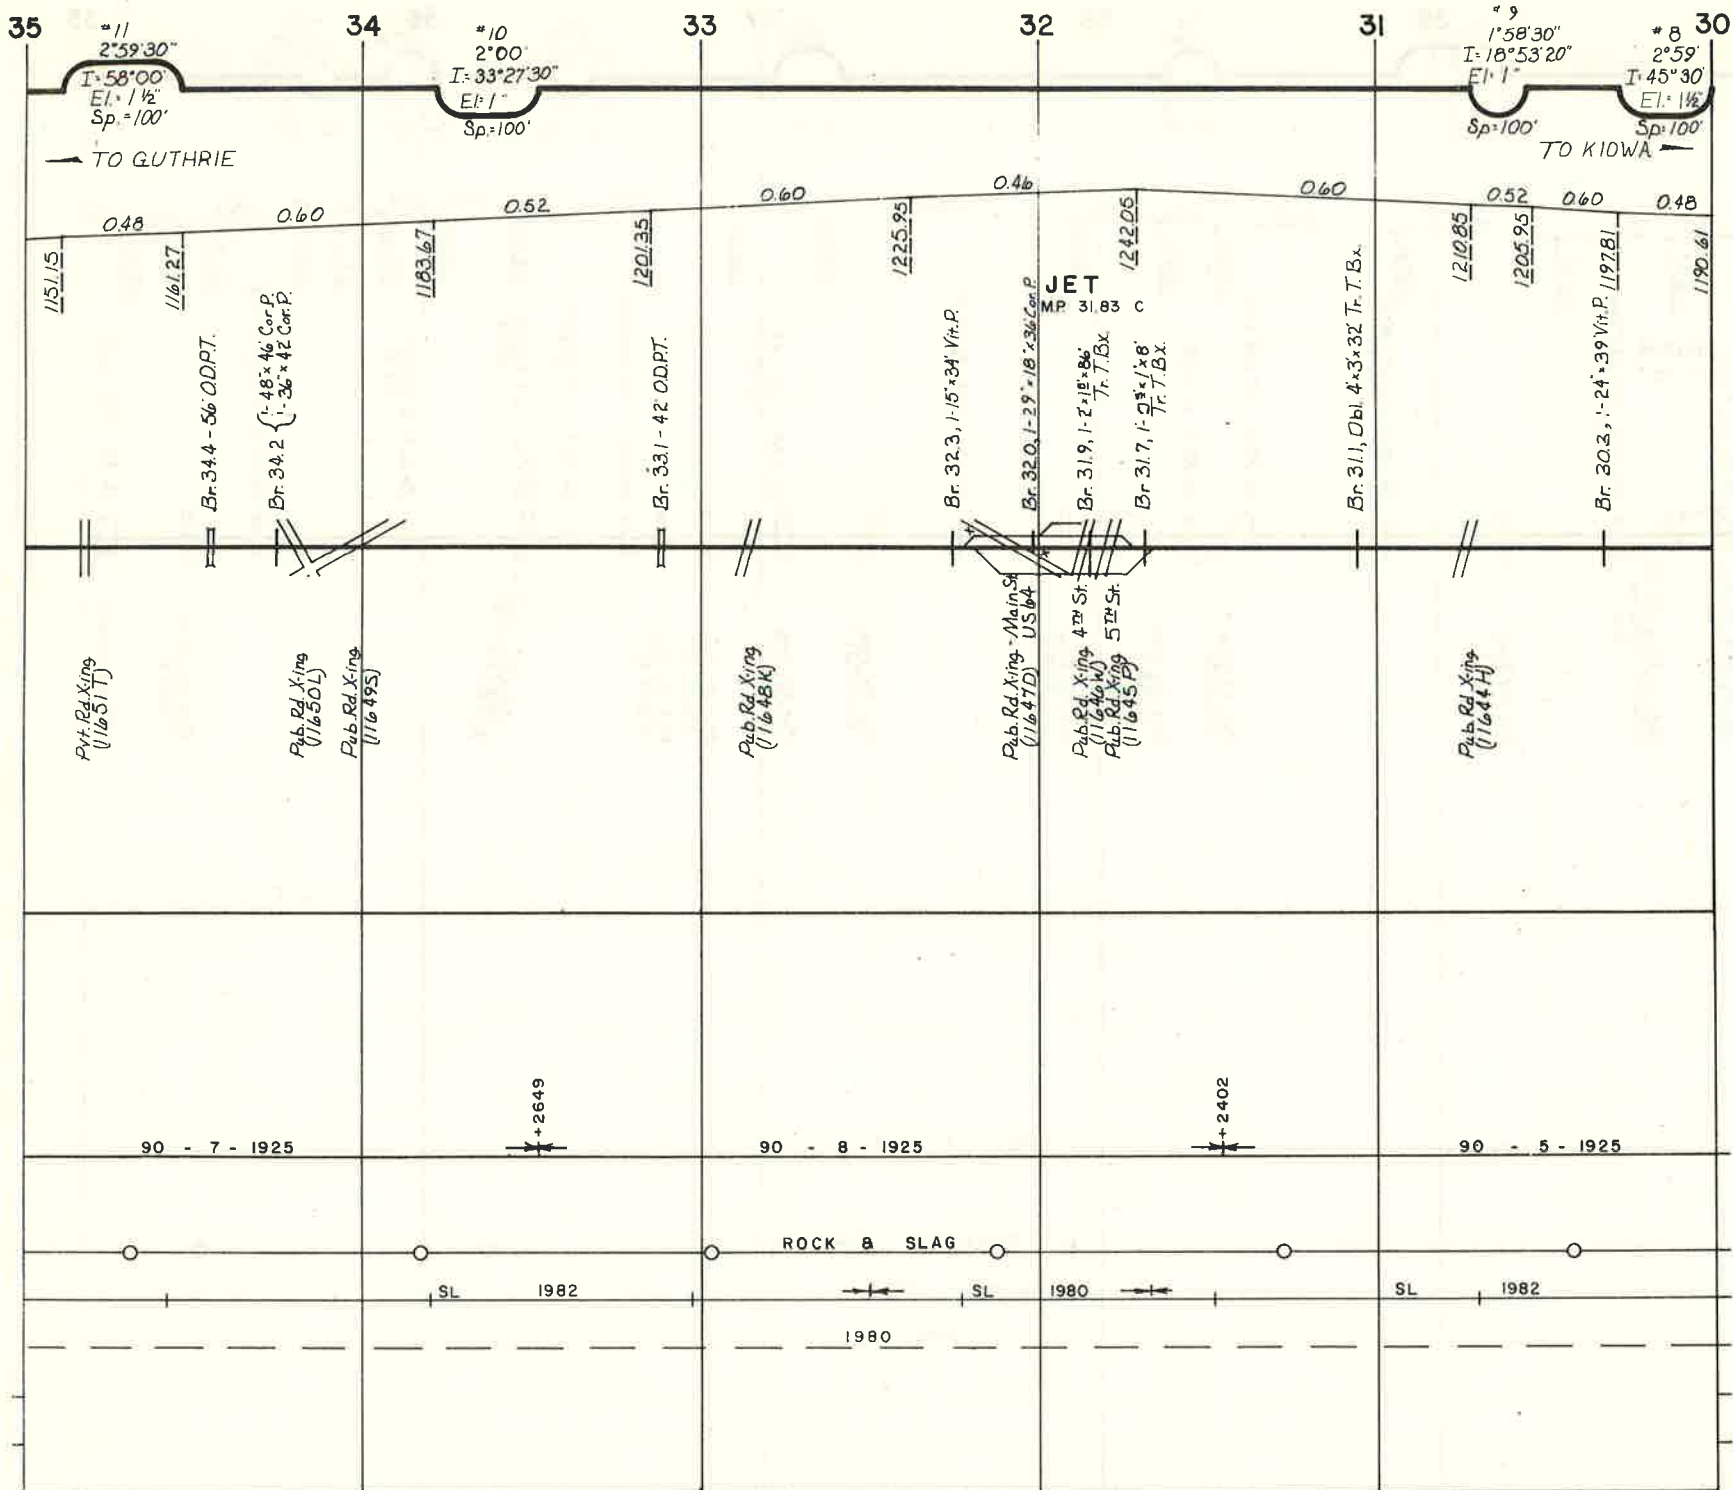 35
34
33
32
31
30
#11
2°59'30"
I=58°00'
El.=1 1/2"
Sp.=100'
#10
2°00'
I=33°27'30"
El=1"
Sp.=100'
#9
1°58'30"
I=18°53'20"
El=1"
Sp=100'
#8
2°59'
I=45°30'
El.=1 1/2"
Sp=100'
TO GUTHRIE
TO KIOWA
0.48
0.60
0.52
0.60
0.46
0.60
0.52
0.60
0.48
1151.15
1161.27
1183.67
1201.35
1225.95
1242.05
1210.85
1205.95
1197.81
1190.61
JET
M.P. 31.83 C
Br. 34.4 - 56' O.D.P.T.
Br. 34.2 { 1-48"x46' Cor.P.
1-36"x42' Cor.P.
Br. 33.1 - 42' O.D.P.T.
Br. 32.3, 1-15"x34' Vit.P.
Br. 32.0, 1-29"x18"x36' Cor.P.
Br. 31.9, 1-2'x18"x86'
Tr. T. Bx.
Br. 31.7, 1-
Tr. T. Bx.
Br. 31.1, Dbl. 4'x3'x32' Tr. T. Bx.
Br. 30.3, 1-24"x39' Vit.P.
Pvt. Rd. X-ing
(11651T)
Pub. Rd. X-ing
(11650L)
Pub. Rd. X-ing
(11649S)
Pub. Rd. X-ing
(11648K)
Pub. Rd. X-ing - Main St.
(11647D) US64
Pub. Rd. X-ing 4TH St.
(11646W)
Pub. Rd. X-ing 5TH St.
(11645P)
Pub. Rd. X-ing
(11644H)
+2649
+2402
90 - 7 - 1925
90 - 8 - 1925
90 - 5 - 1925
ROCK & SLAG
SL 1982
SL 1980
SL 1982
1980